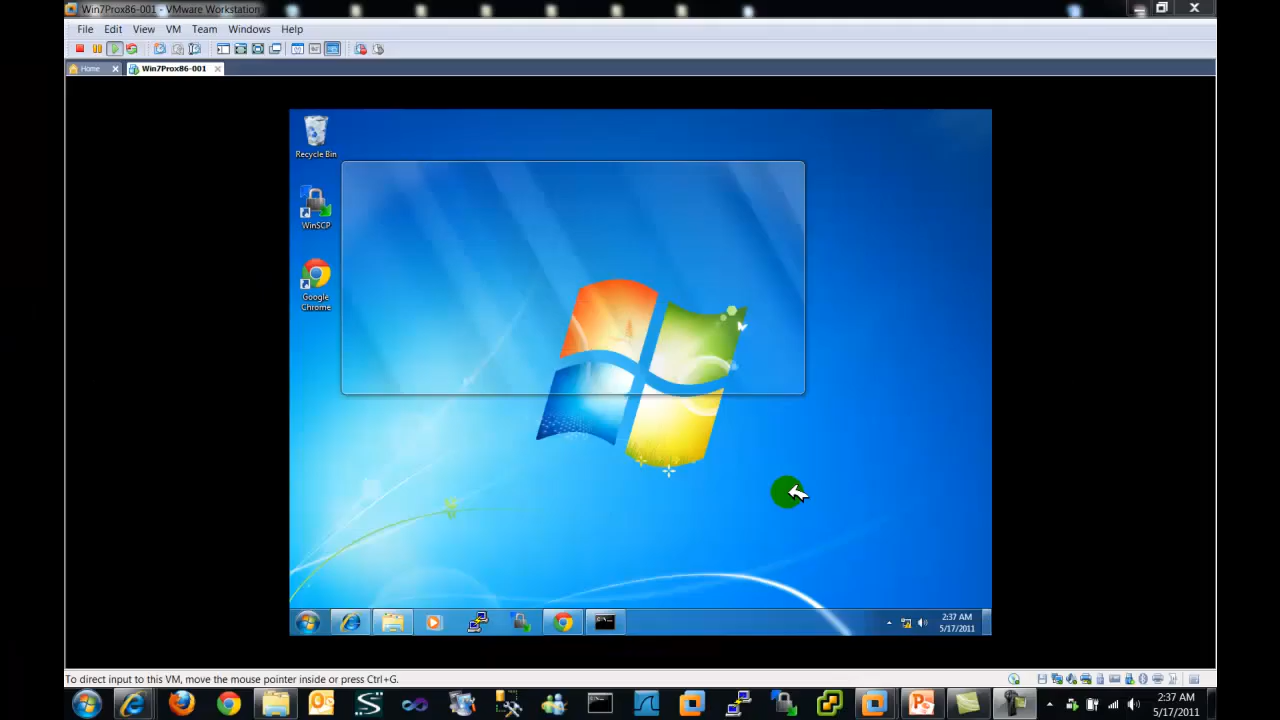 Win7Prox86-001 - VMware Workstation
File Edit View VM Team Windows Help
Home Win7Prox86-001
Recycle Bin
WinSCP
Google
Chrome
2:37 AM
5/17/2011
To direct input to this VM, move the mouse pointer inside or press Ctrl+G.
2:37 AM
5/17/2011